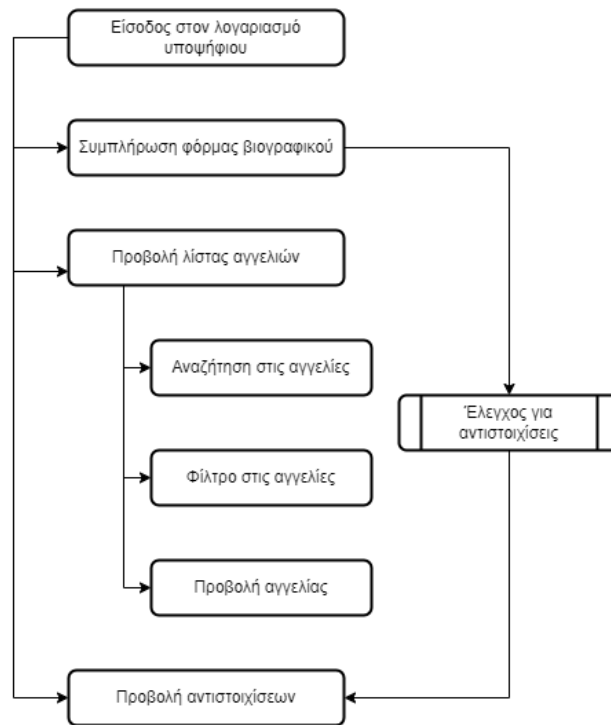 Είσοδος στον λογαριασμό
υποψήφιου
Συμπλήρωση φόρμας βιογραφικού
Προβολή λίστας αγγελιών
Αναζήτηση στις αγγελίες
Έλεγχος για
αντιστοιχίσεις
Φίλτρο στις αγγελίες
Προβολή αγγελίας
Προβολή αντιστοιχίσεων